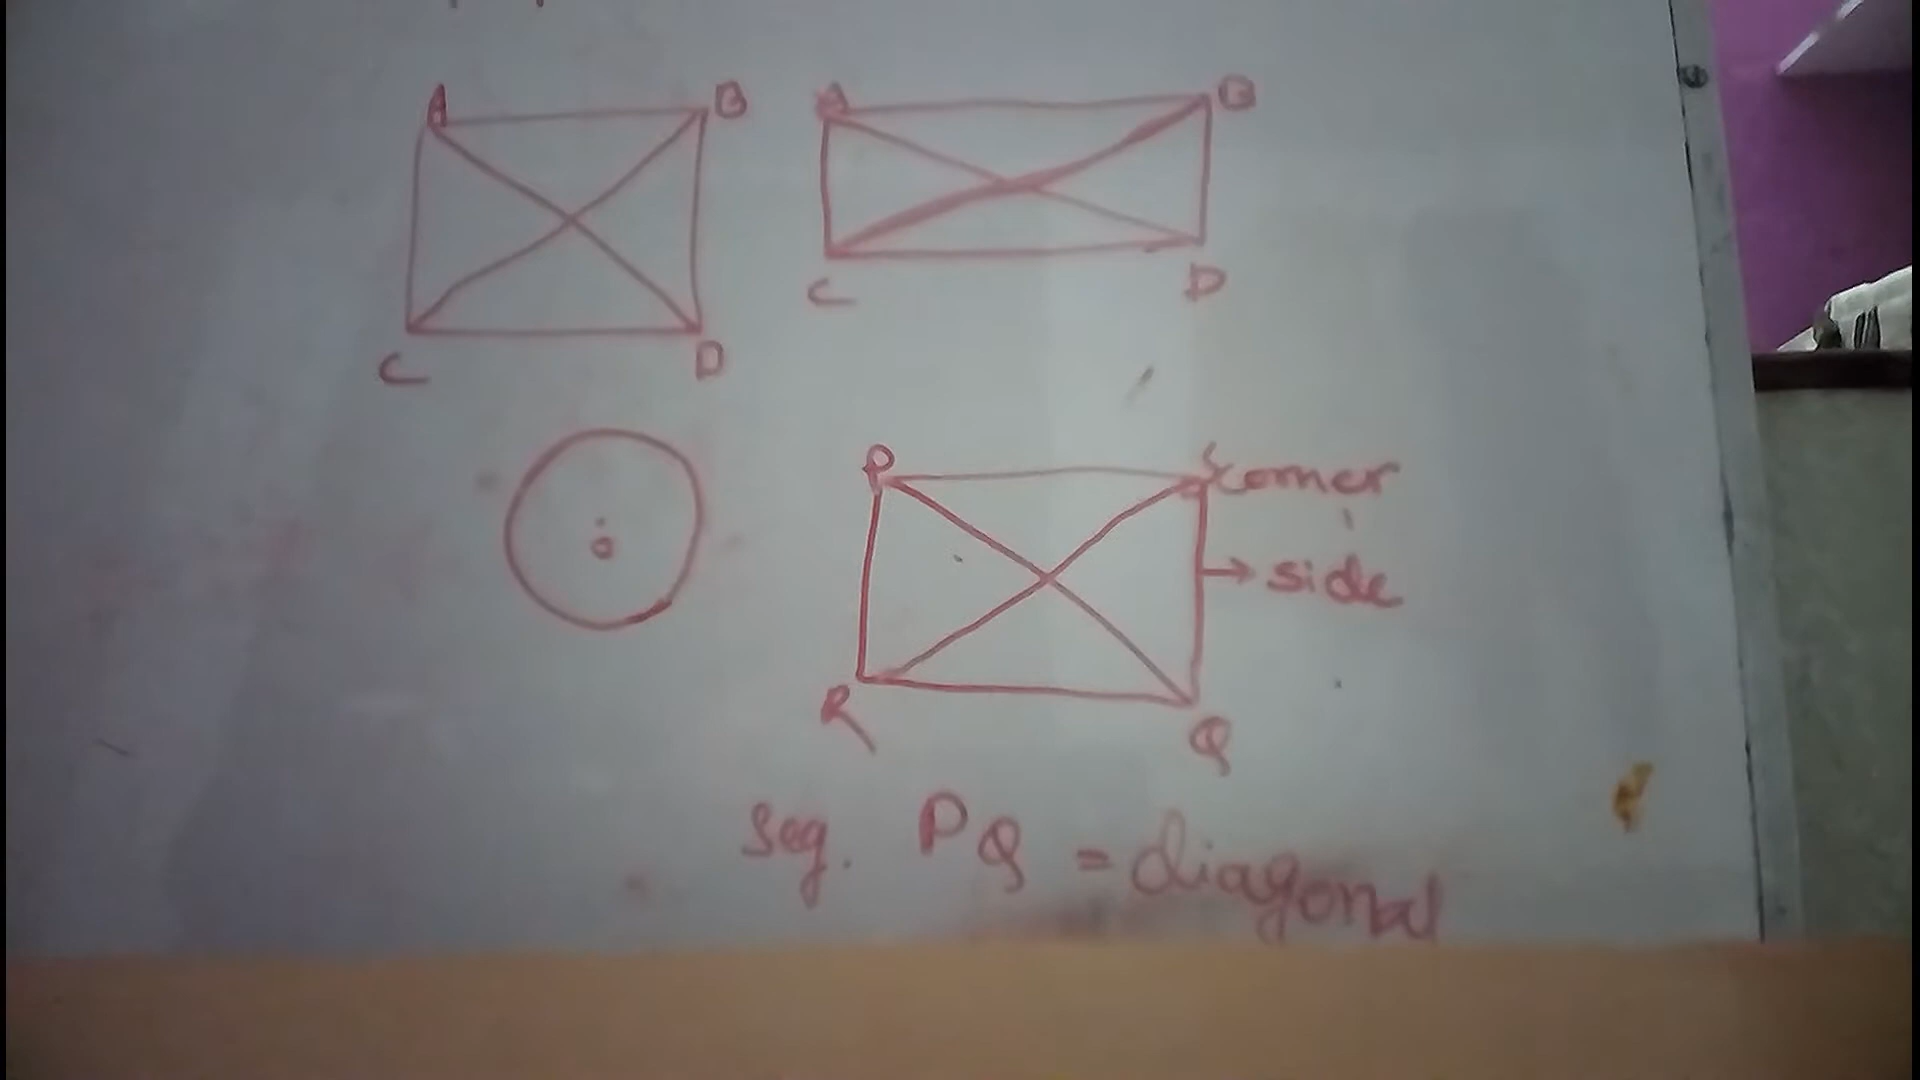 A B
C D
A B
C D
o
P S corner
side
R Q
Seg. PQ = diagonal